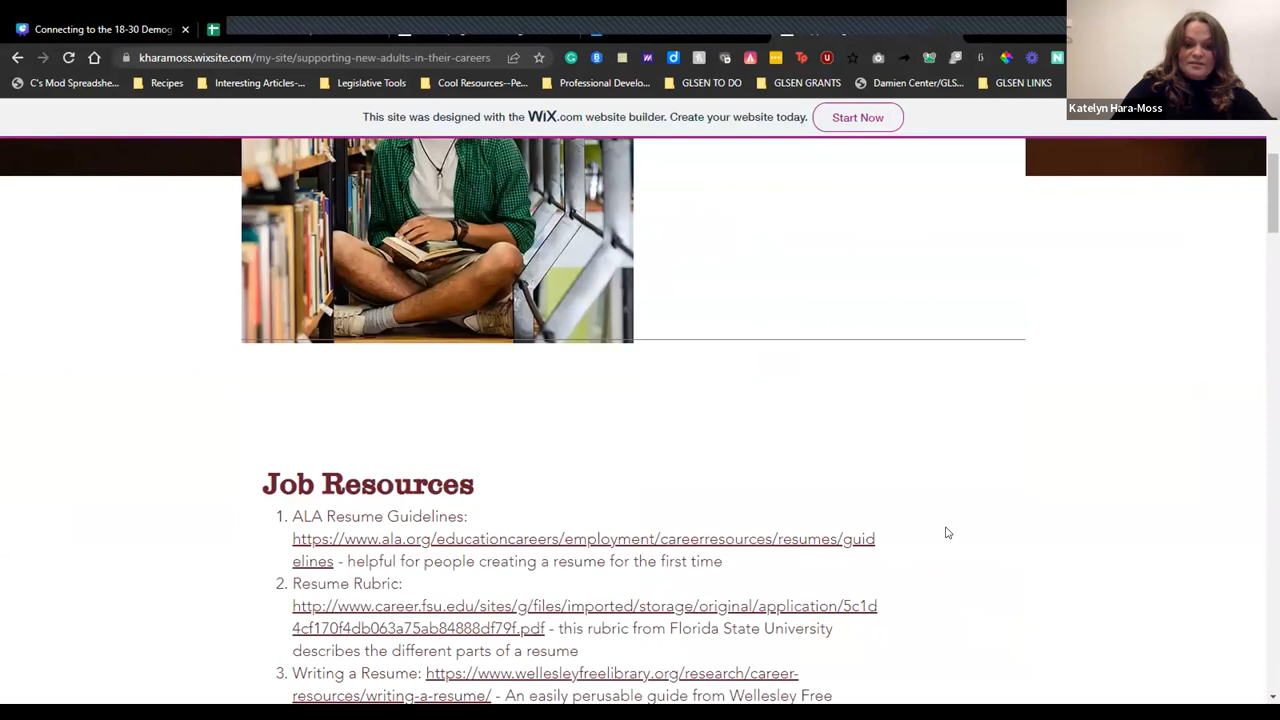 Connecting to the 18-30 Demog
kharamoss.wixsite.com/my-site/supporting-new-adults-in-their-careers
C's Mod Spreadshe...
Recipes
Interesting Articles-...
Legislative Tools
Cool Resources--Pe...
Professional Develo...
GLSEN TO DO
GLSEN GRANTS
Damien Center/GLS...
GLSEN LINKS
Katelyn Hara-Moss
This site was designed with the WiX.com website builder. Create your website today.
Start Now
Job Resources
1. ALA Resume Guidelines:
https://www.ala.org/educationcareers/employment/careerresources/resumes/guid
elines - helpful for people creating a resume for the first time
2. Resume Rubric:
http://www.career.fsu.edu/sites/g/files/imported/storage/original/application/5c1d
4cf170f4db063a75ab84888df79f.pdf - this rubric from Florida State University
describes the different parts of a resume
3. Writing a Resume: https://www.wellesleyfreelibrary.org/research/career-
resources/writing-a-resume/ - An easily perusable guide from Wellesley Free